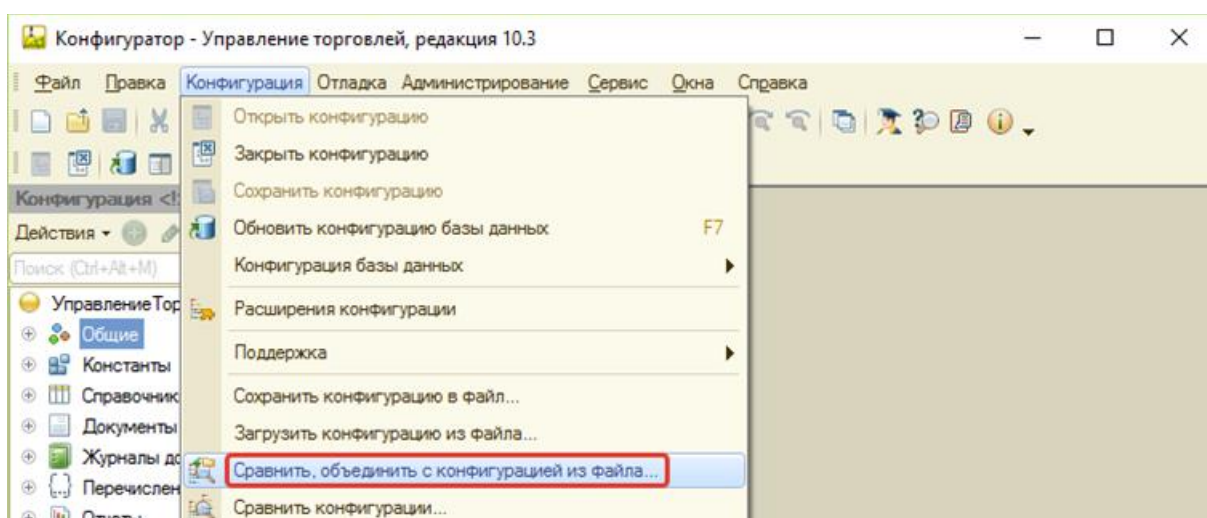 Конфигуратор - Управление торговлей, редакция 10.3
Файл Правка Конфигурация Отладка Администрирование Сервис Окна Справка
Открыть конфигурацию
Закрыть конфигурацию
Конфигурация <!
Сохранить конфигурацию
Действия
Обновить конфигурацию базы данных F7
Поиск (Ctrl+Alt+M)
Конфигурация базы данных
УправлениеТор
Расширения конфигурации
Общие
Поддержка
Константы
Справочник
Сохранить конфигурацию в файл...
Документы
Загрузить конфигурацию из файла...
Журналы до
Сравнить, объединить с конфигурацией из файла...
Перечислен
Сравнить конфигурации...